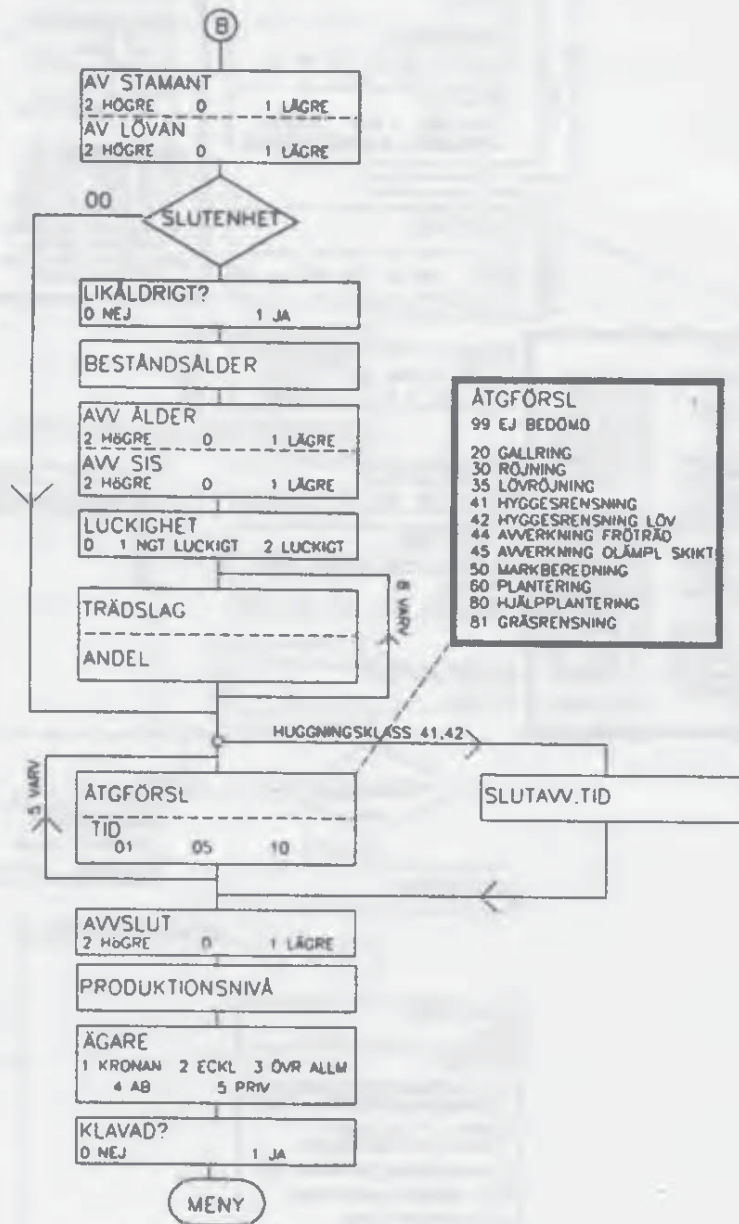 B
AV STAMANT
2 HÖGRE 0 1 LÄGRE
AV LÖVAN
2 HÖGRE 0 1 LÄGRE
00
SLUTENHET
LIKÅLDRIGT?
0 NEJ 1 JA
BESTÅNDSÅLDER
AVV ÅLDER
2 HÖGRE 0 1 LÄGRE
AVV SIS
2 HÖGRE 0 1 LÄGRE
LUCKIGHET
0 1 NGT LUCKIGT 2 LUCKIGT
6 VARV
TRÄDSLAG
ANDEL
ÅTGFÖRSL
99 EJ BEDÖMD
20 GALLRING
30 RÖJNING
35 LÖVRÖJNING
41 HYGGESRENSNING
42 HYGGESRENSNING LÖV
44 AVVERKNING FRÖTRÄD
45 AVVERKNING OLÄMPL SKIKT
50 MARKBEREDNING
60 PLANTERING
80 HJÄLPPLANTERING
81 GRÄSRENSNING
HUGGNINGSKLASS 41,42
5 VARV
ÅTGFÖRSL
TID
01 05 10
SLUTAVV.TID
AVVSLUT
2 HÖGRE 0 1 LÄGRE
PRODUKTIONSNIVÅ
ÄGARE
1 KRONAN 2 ECKL 3 ÖVR ALLM
4 AB 5 PRIV
KLAVAD?
0 NEJ 1 JA
MENY